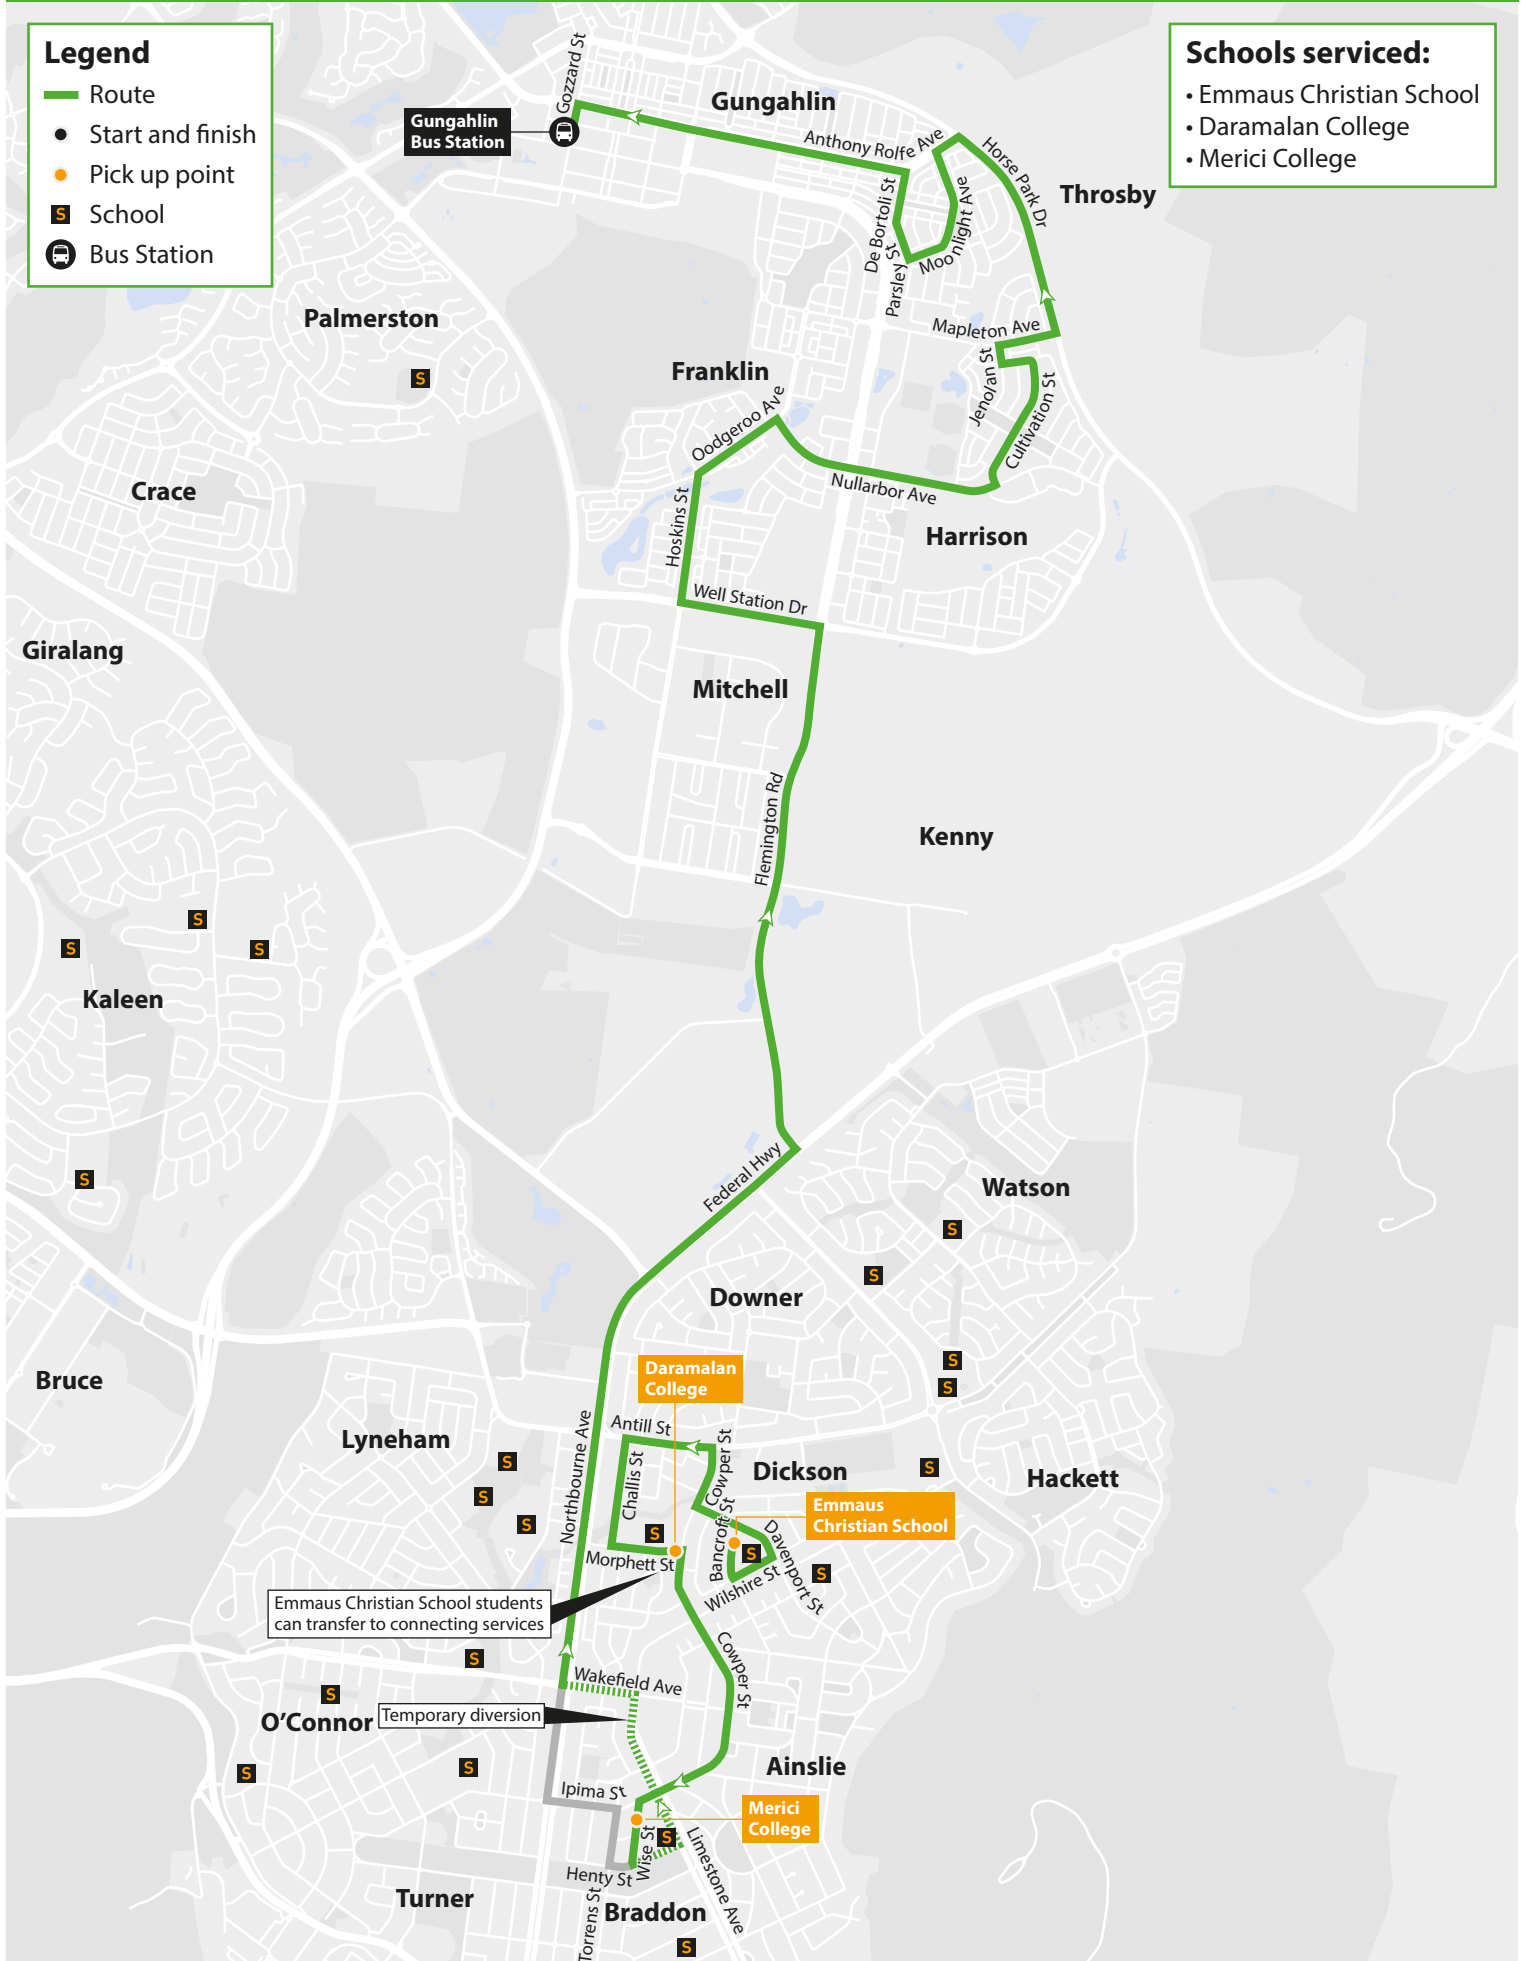 Legend
Route
Start and finish
Pick up point
S School
Bus Station
Schools serviced:
• Emmaus Christian School
• Daramalan College
• Merici College
Gozzard St
Gungahlin
Bus Station
Gungahlin
Anthony Rolfe Ave
Horse Park Dr
Throsby
De Bortoli St
Moonlight Ave
Parsley St
Palmerston
Mapleton Ave
S
Franklin
Jenolan St
Cultivation St
Oodgeroo Ave
Crace
Nullarbor Ave
Hoskins St
Harrison
Well Station Dr
Giralang
Mitchell
Flemington Rd
Kenny
S
S
S
Kaleen
Federal Hwy
S
Watson
S
S
Downer
Bruce
Daramalan
College
S
S
Antill St
Northbourne Ave
Lyneham
Challis St
Cowper St
Dickson
S
S
Hackett
S
Emmaus
Christian School
S
S
Bancroft St
S
Davenport St
Morphett St
S
Wilshire St
Emmaus Christian School students
can transfer to connecting services
Cowper St
S
Wakefield Ave
S
O'Connor
Temporary diversion
S
S
Ainslie
Ipima St
Merici
College
S
Wise St
Limestone Ave
Henty St
Turner
Torrens St
Braddon
S